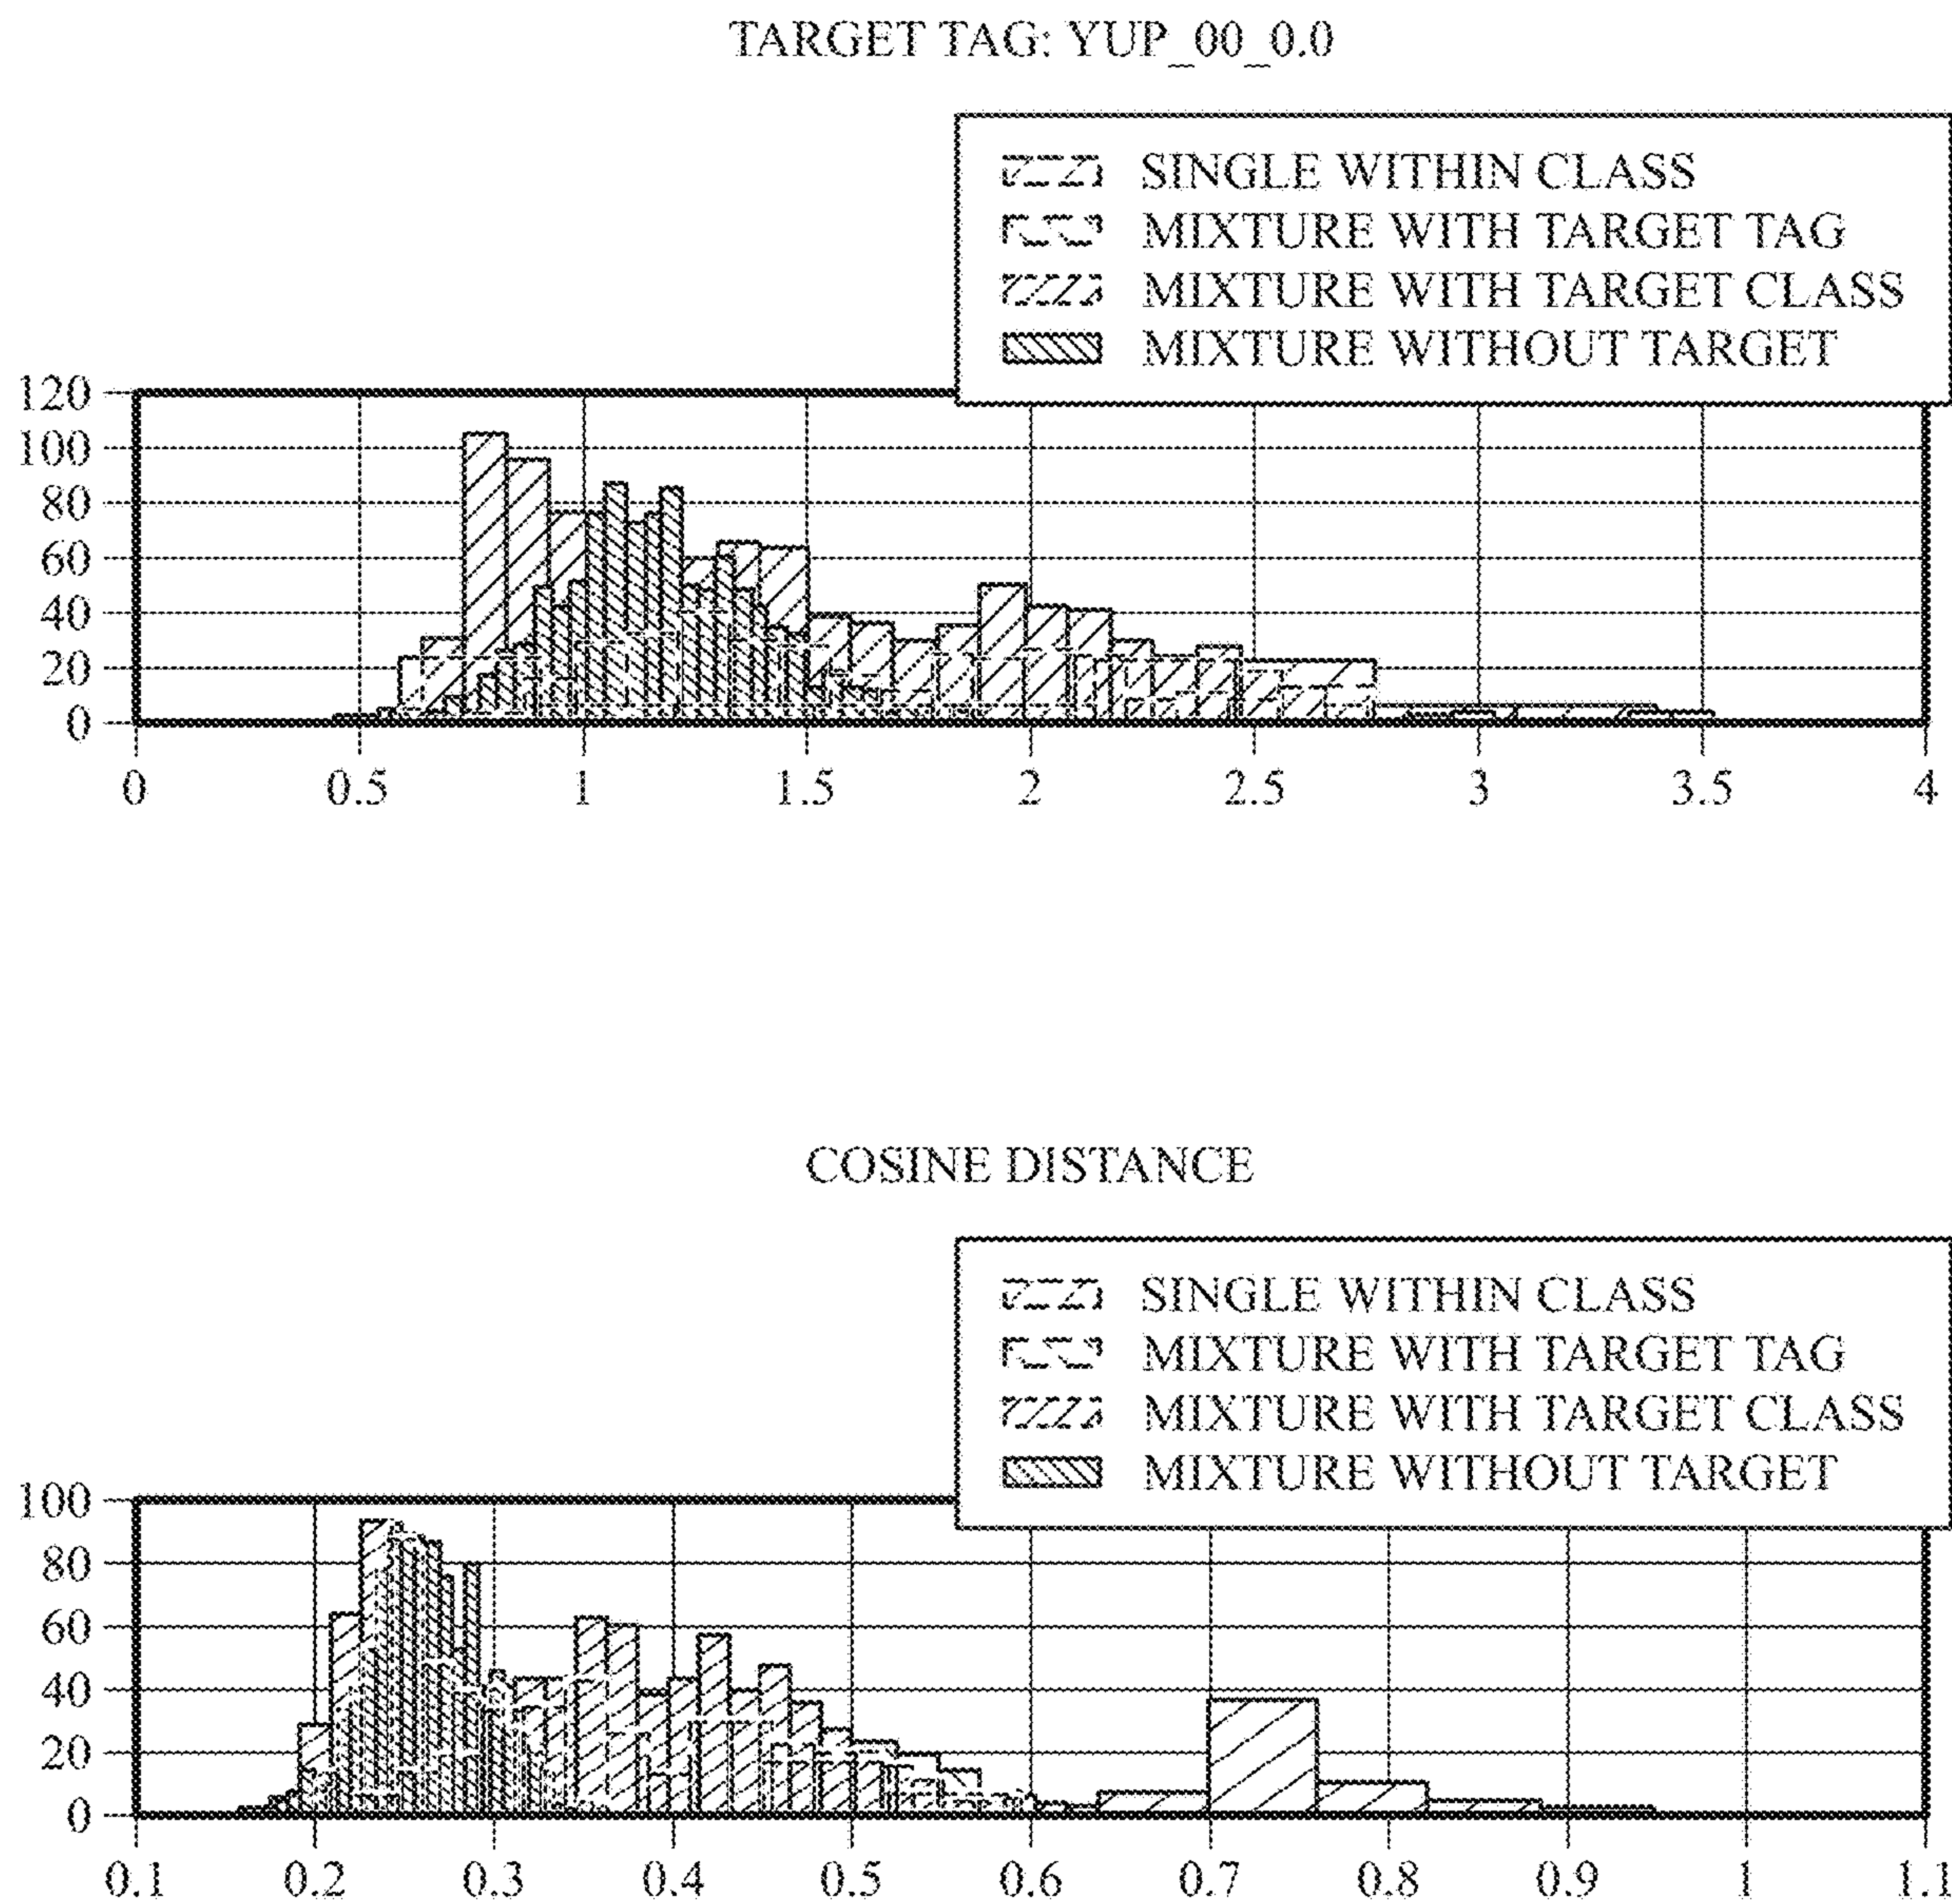 TARGET TAG: YUP_00_0.0
SINGLE WITHIN CLASS
MIXTURE WITH TARGET TAG
MIXTURE WITH TARGET CLASS
MIXTURE WITHOUT TARGET
120
100
80
60
40
20
0
0 0.5 1 1.5 2 2.5 3 3.5 4
COSINE DISTANCE
SINGLE WITHIN CLASS
MIXTURE WITH TARGET TAG
MIXTURE WITH TARGET CLASS
MIXTURE WITHOUT TARGET
100
80
60
40
20
0
0.1 0.2 0.3 0.4 0.5 0.6 0.7 0.8 0.9 1 1.1